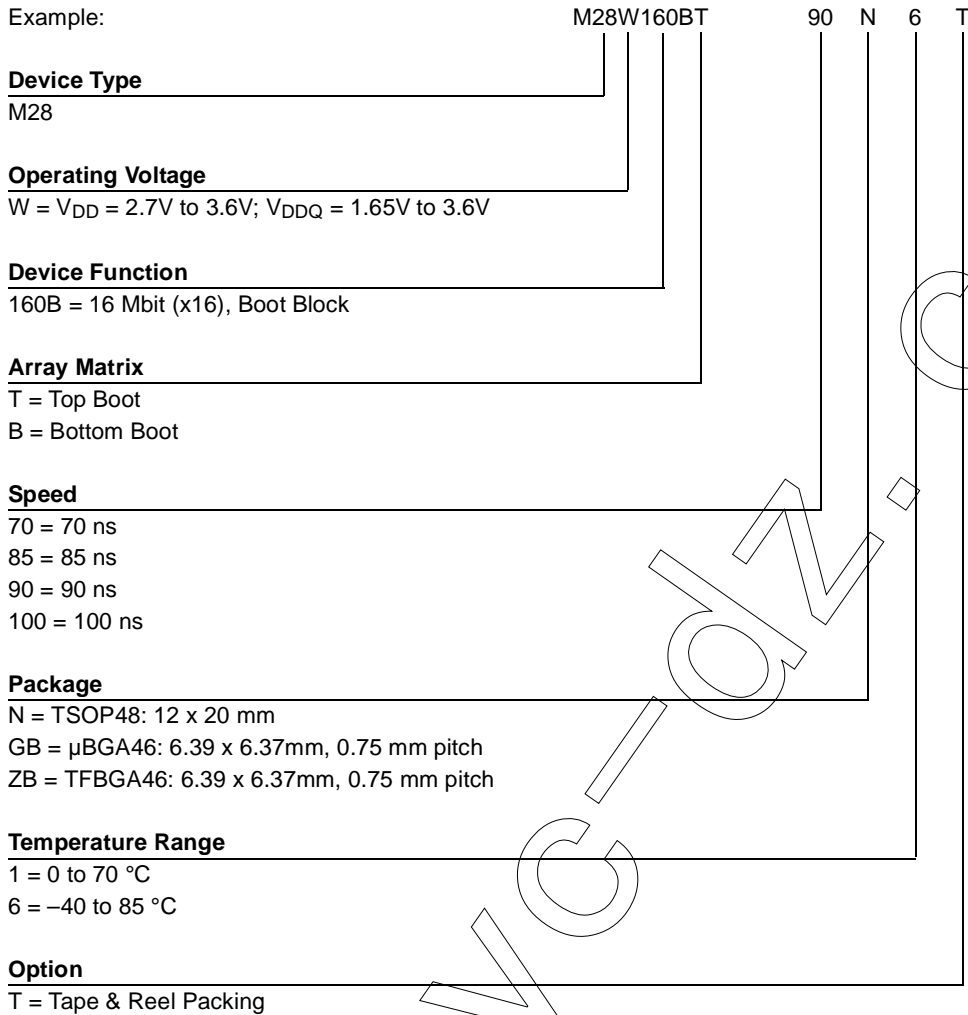 Example: M28W160BT 90 N 6 T
Device Type
M28
Operating Voltage
W = VDD = 2.7V to 3.6V; VDDQ = 1.65V to 3.6V
Device Function
160B = 16 Mbit (x16), Boot Block
Array Matrix
T = Top Boot
B = Bottom Boot
Speed
70 = 70 ns
85 = 85 ns
90 = 90 ns
100 = 100 ns
Package
N = TSOP48: 12 x 20 mm
GB = µBGA46: 6.39 x 6.37mm, 0.75 mm pitch
ZB = TFBGA46: 6.39 x 6.37mm, 0.75 mm pitch
Temperature Range
1 = 0 to 70 °C
6 = –40 to 85 °C
Option
T = Tape & Reel Packing